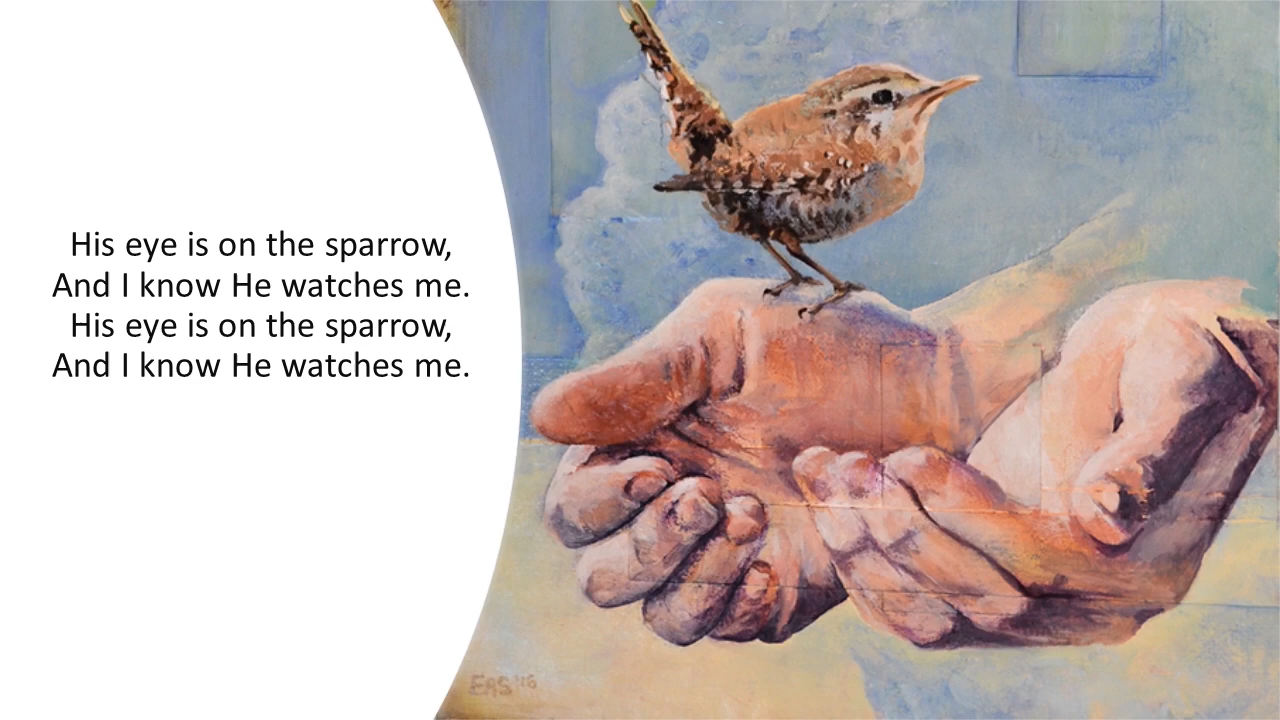 His eye is on the sparrow,
And I know He watches me.
His eye is on the sparrow,
And I know He watches me.
EAS '16